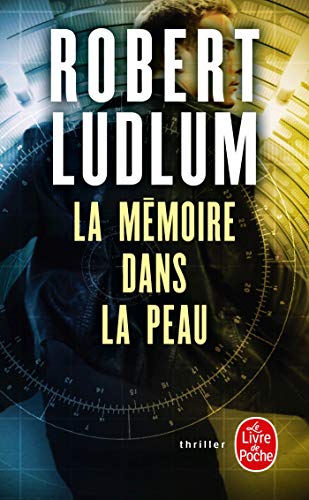 ROBERT
LUDLUM
LA MÉMOIRE
DANS
LA PEAU
thriller
Le
Livre
de
Poche